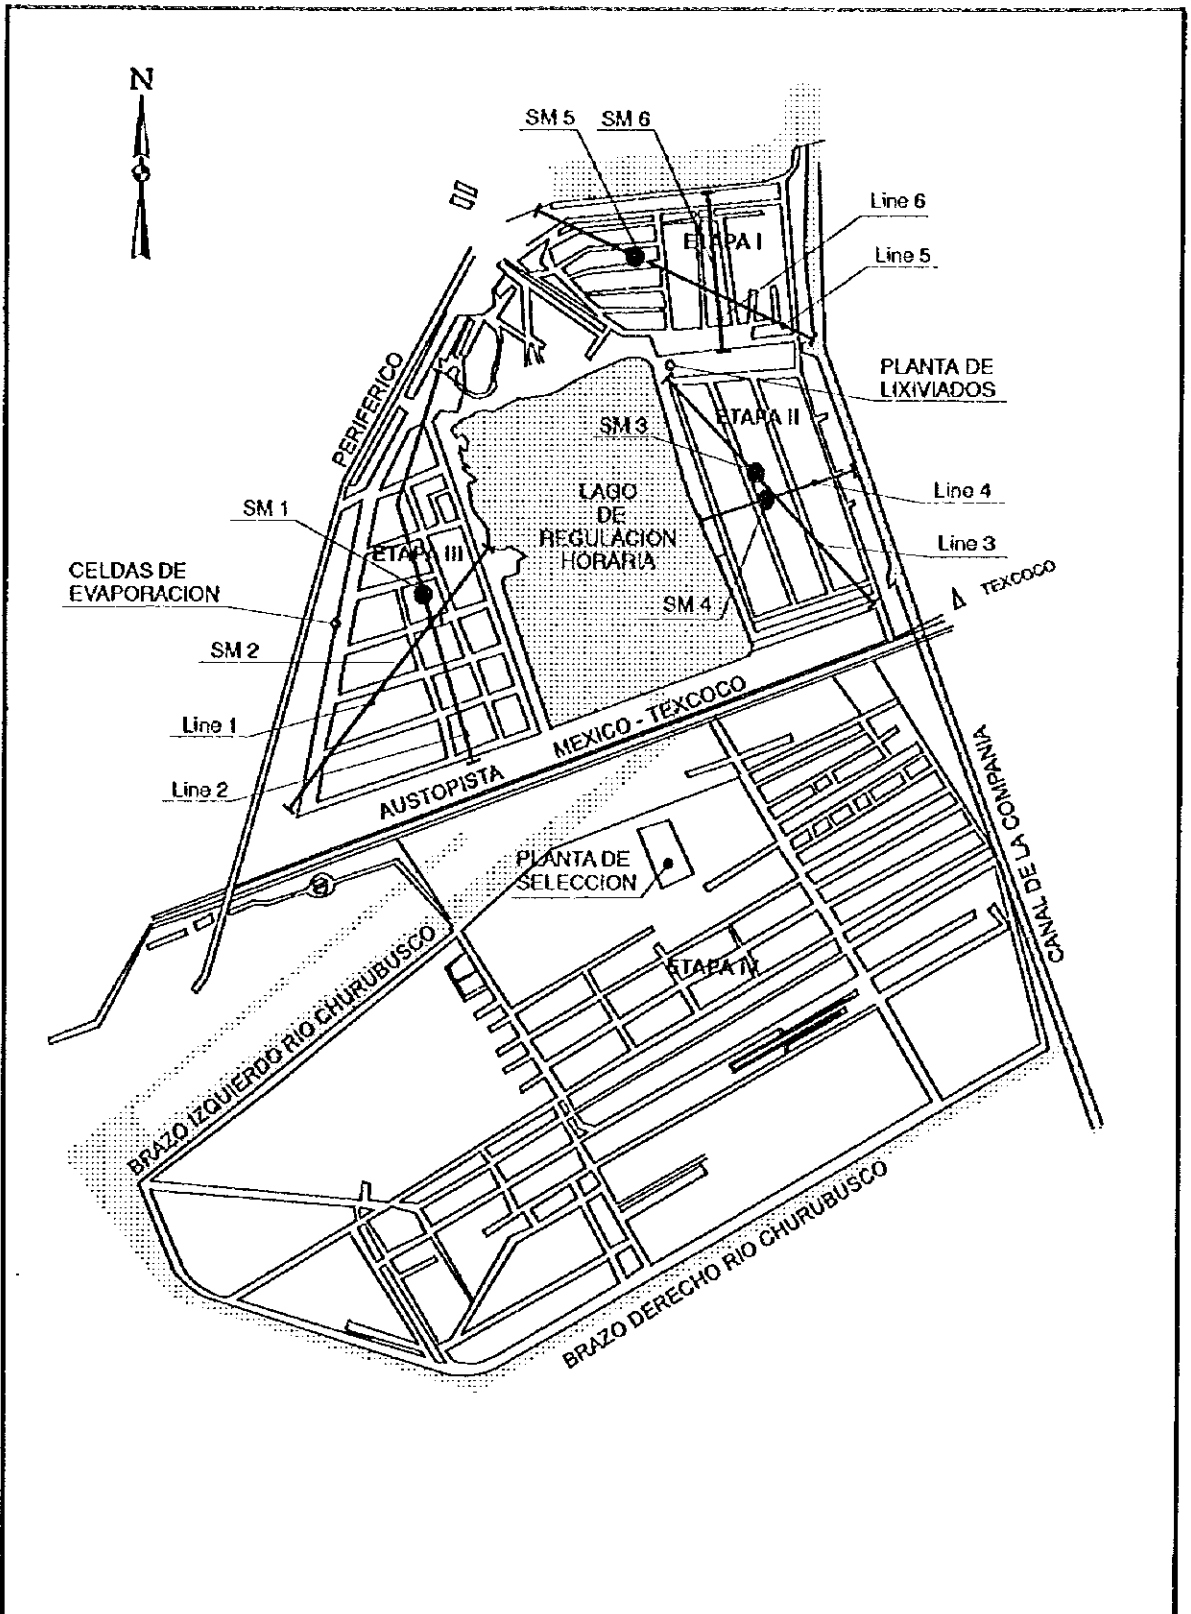 N
SM 5
SM 6
Line 6
ETAPA I
Line 5
PERIFERICO
PLANTA DE
LIXIVIADOS
ETAPA II
SM 3
SM 1
LAGO
DE
REGULACION
HORARIA
Line 4
ETAPA III
Line 3
CELDAS DE
EVAPORACION
TEXCOCO
SM 4
SM 2
Line 1
MEXICO - TEXCOCO
Line 2
AUSTOPISTA
CANAL DE LA COMPANIA
PLANTA DE
SELECCION
ETAPA IV
BRAZO IZQUIERDO RIO CHURUBUSCO
BRAZO DERECHO RIO CHURUBUSCO